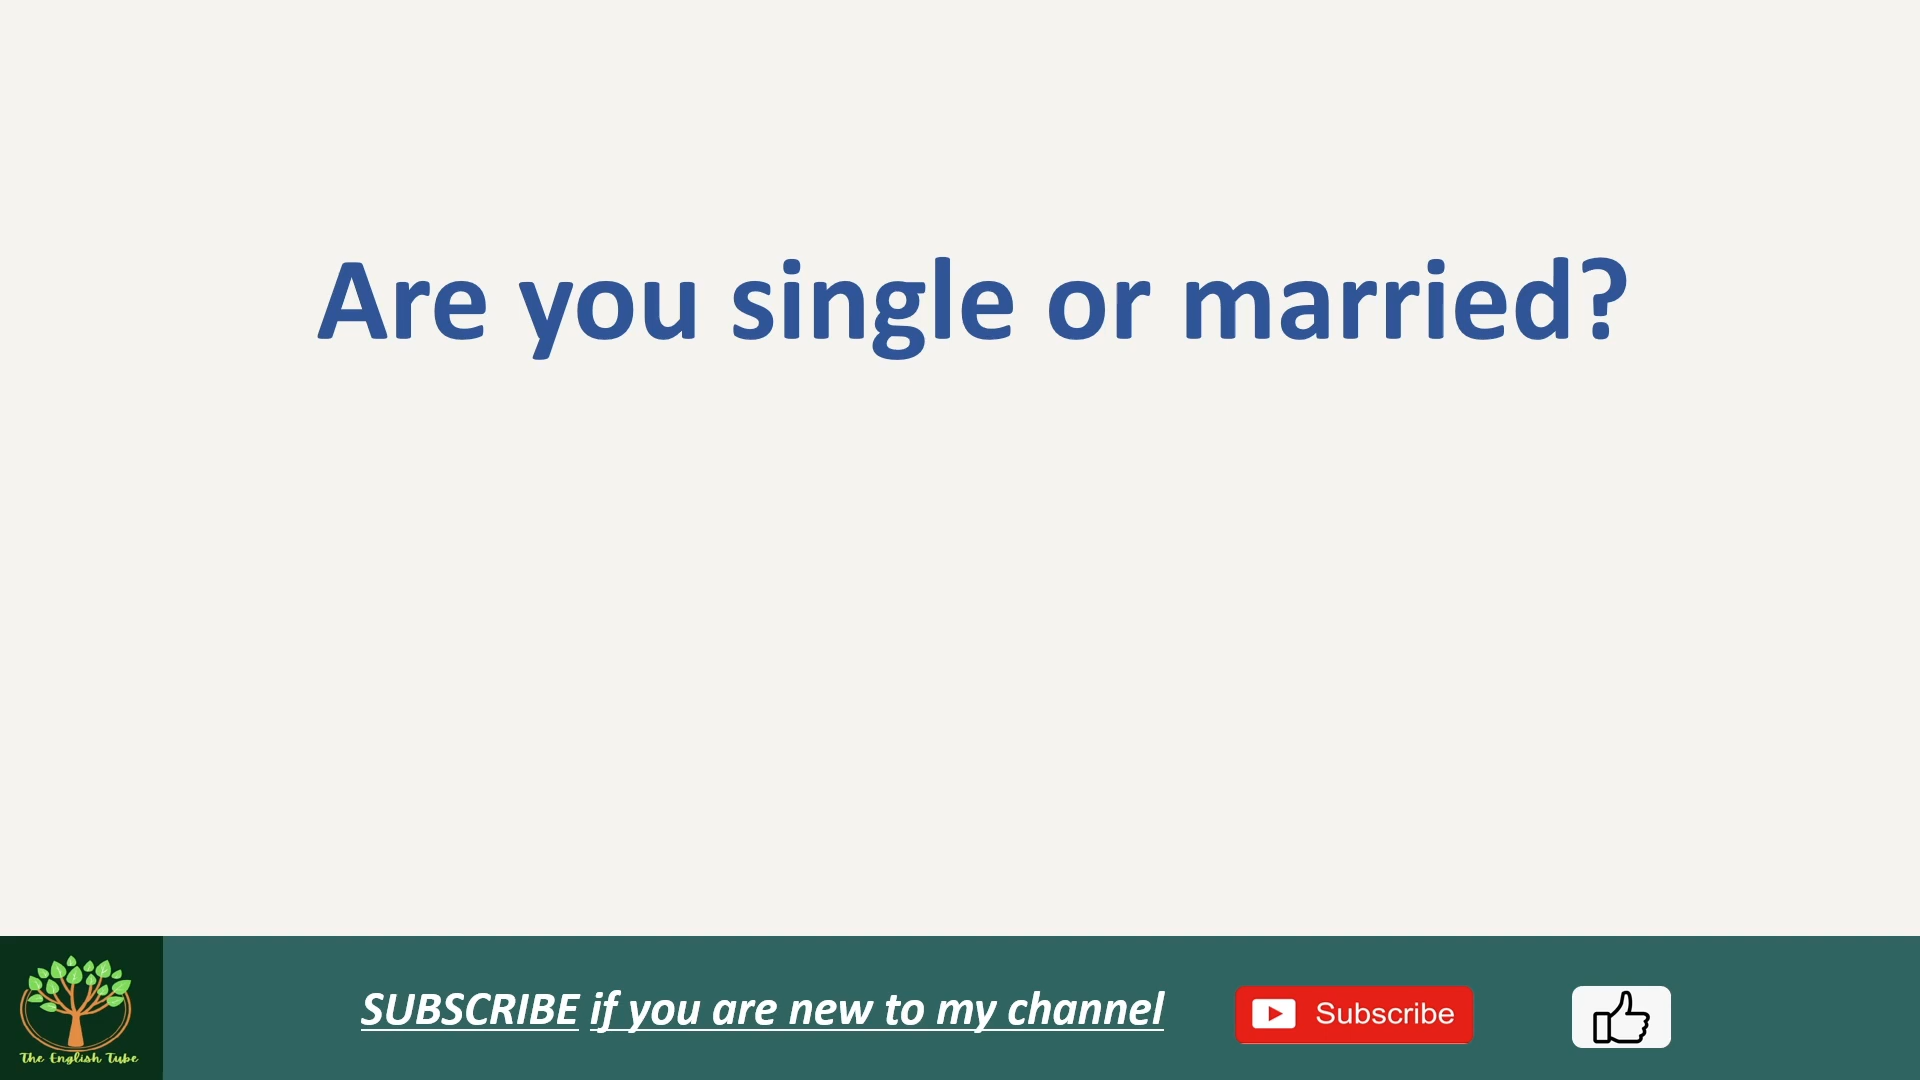 Are you single or married?
SUBSCRIBE if you are new to my channel
Subscribe
The English Tube